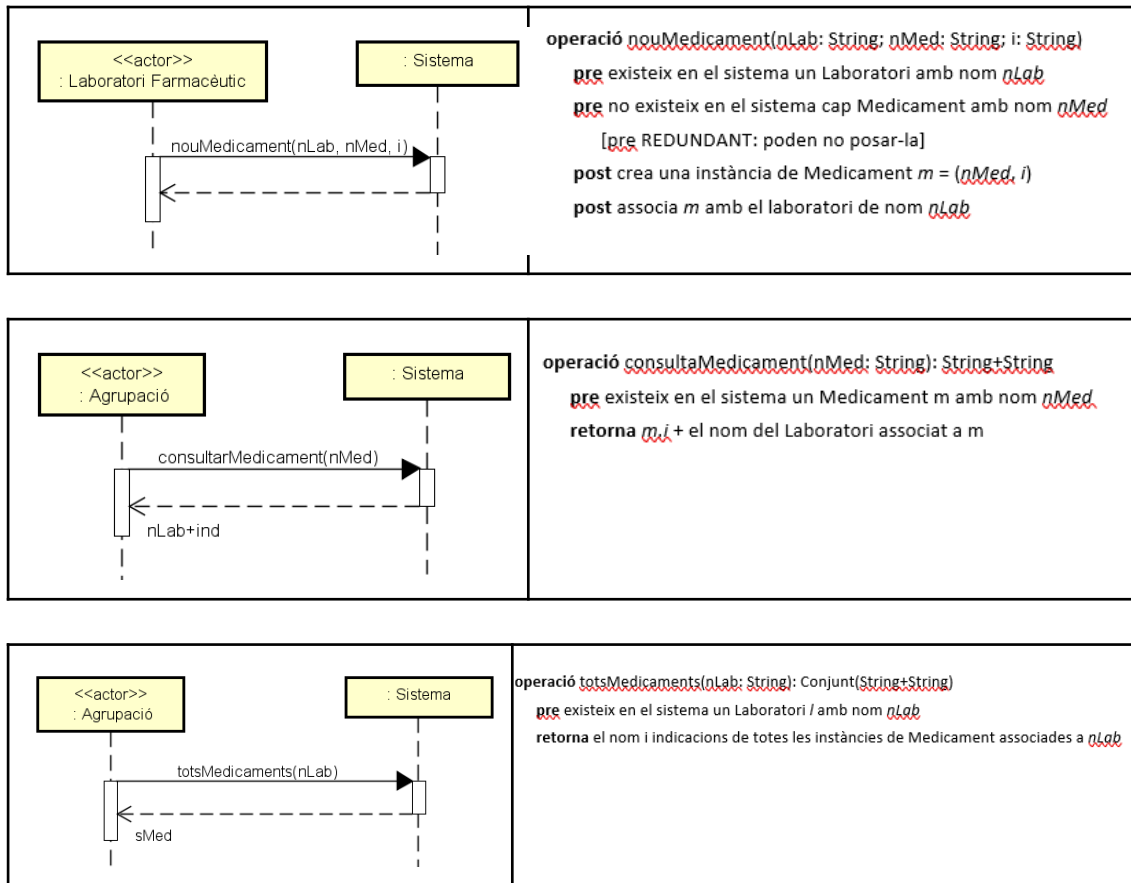 <<actor>>
: Laboratori Farmacèutic
: Sistema
nouMedicament(nLab, nMed, i)
operació nouMedicament(nLab: String; nMed: String; i: String)
pre existeix en el sistema un Laboratori amb nom nLab
pre no existeix en el sistema cap Medicament amb nom nMed
[pre REDUNDANT: poden no posar-la]
post crea una instància de Medicament m = (nMed, i)
post associa m amb el laboratori de nom nLab
<<actor>>
: Agrupació
: Sistema
consultarMedicament(nMed)
nLab+ind
operació consultaMedicament(nMed: String): String+String
pre existeix en el sistema un Medicament m amb nom nMed
retorna m.i + el nom del Laboratori associat a m
<<actor>>
: Agrupació
: Sistema
totsMedicaments(nLab)
sMed
operació totsMedicaments(nLab: String): Conjunt(String+String)
pre existeix en el sistema un Laboratori l amb nom nLab
retorna el nom i indicacions de totes les instàncies de Medicament associades a nLab